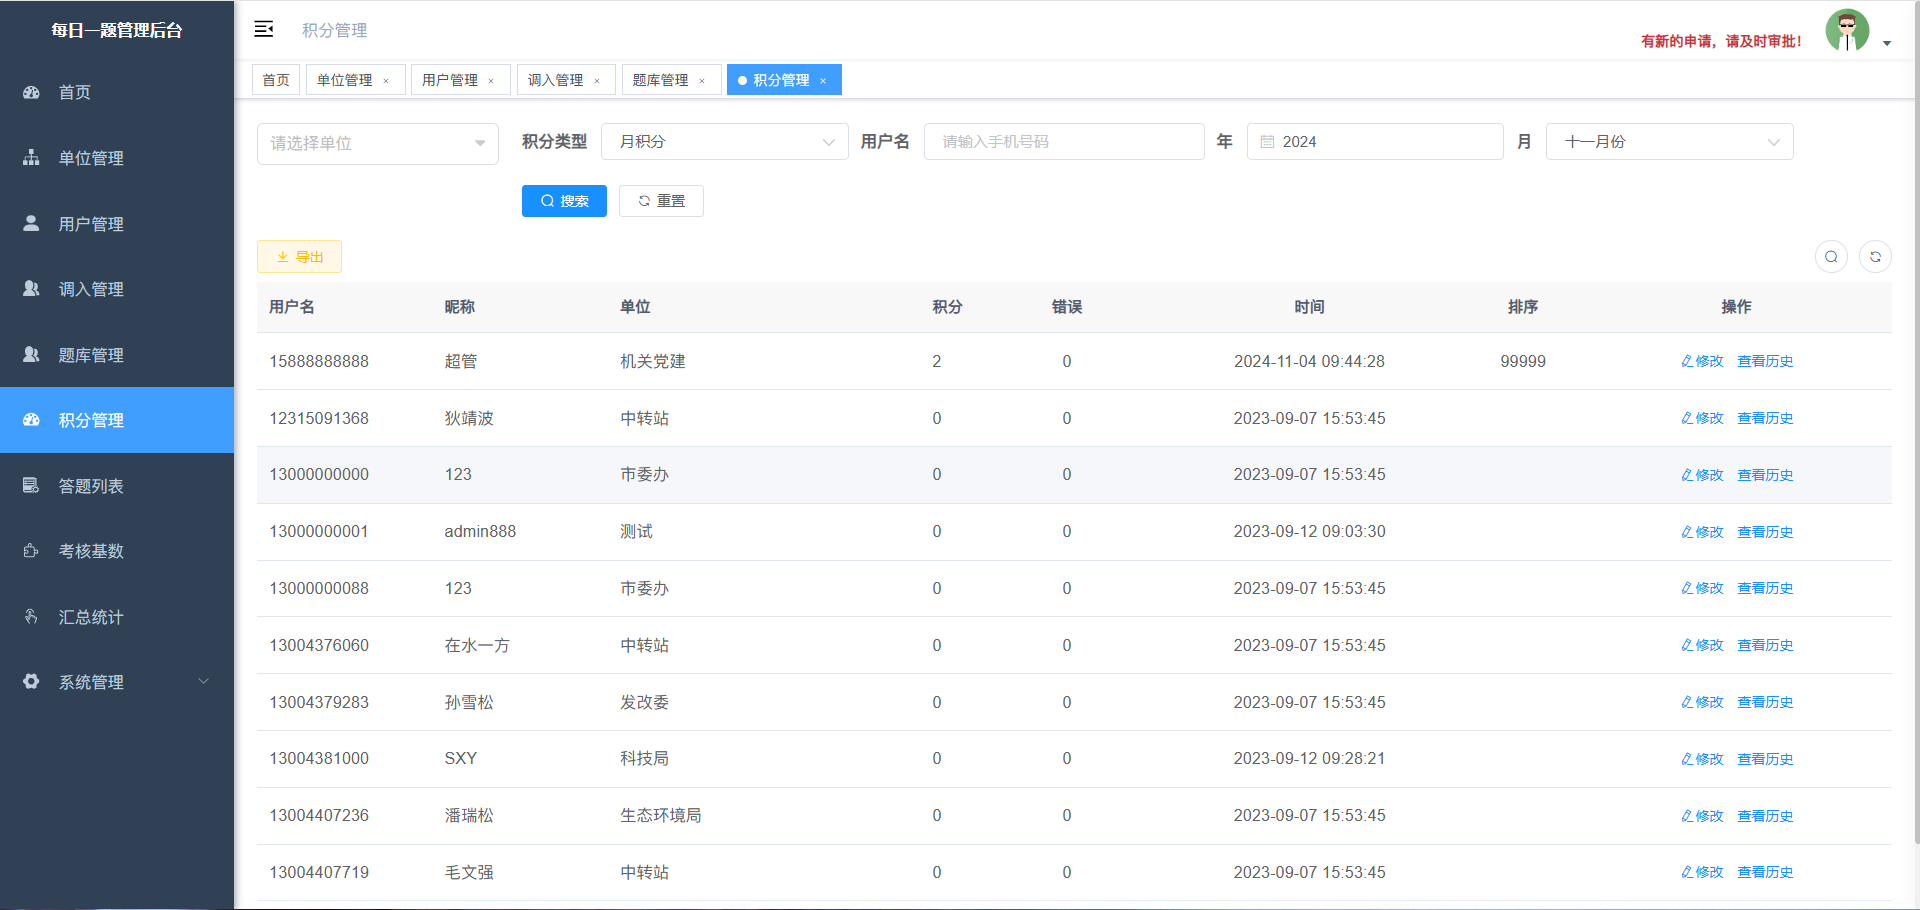 每日一题管理后台
首页
单位管理
用户管理
调入管理
题库管理
积分管理
答题列表
考核基数
汇总统计
系统管理
积分管理
有新的申请，请及时审批！
首页 单位管理 × 用户管理 × 调入管理 × 题库管理 × 积分管理 ×
请选择单位 积分类型 月积分 用户名 请输入手机号码 年 2024 月 十一月份
搜索 重置
导出
用户名 昵称 单位 积分 错误 时间 排序 操作
15888888888 超管 机关党建 2 0 2024-11-04 09:44:28 99999 修改 查看历史
12315091368 狄靖波 中转站 0 0 2023-09-07 15:53:45 修改 查看历史
13000000000 123 市委办 0 0 2023-09-07 15:53:45 修改 查看历史
13000000001 admin888 测试 0 0 2023-09-12 09:03:30 修改 查看历史
13000000088 123 市委办 0 0 2023-09-07 15:53:45 修改 查看历史
13004376060 在水一方 中转站 0 0 2023-09-07 15:53:45 修改 查看历史
13004379283 孙雪松 发改委 0 0 2023-09-07 15:53:45 修改 查看历史
13004381000 SXY 科技局 0 0 2023-09-12 09:28:21 修改 查看历史
13004407236 潘瑞松 生态环境局 0 0 2023-09-07 15:53:45 修改 查看历史
13004407719 毛文强 中转站 0 0 2023-09-07 15:53:45 修改 查看历史